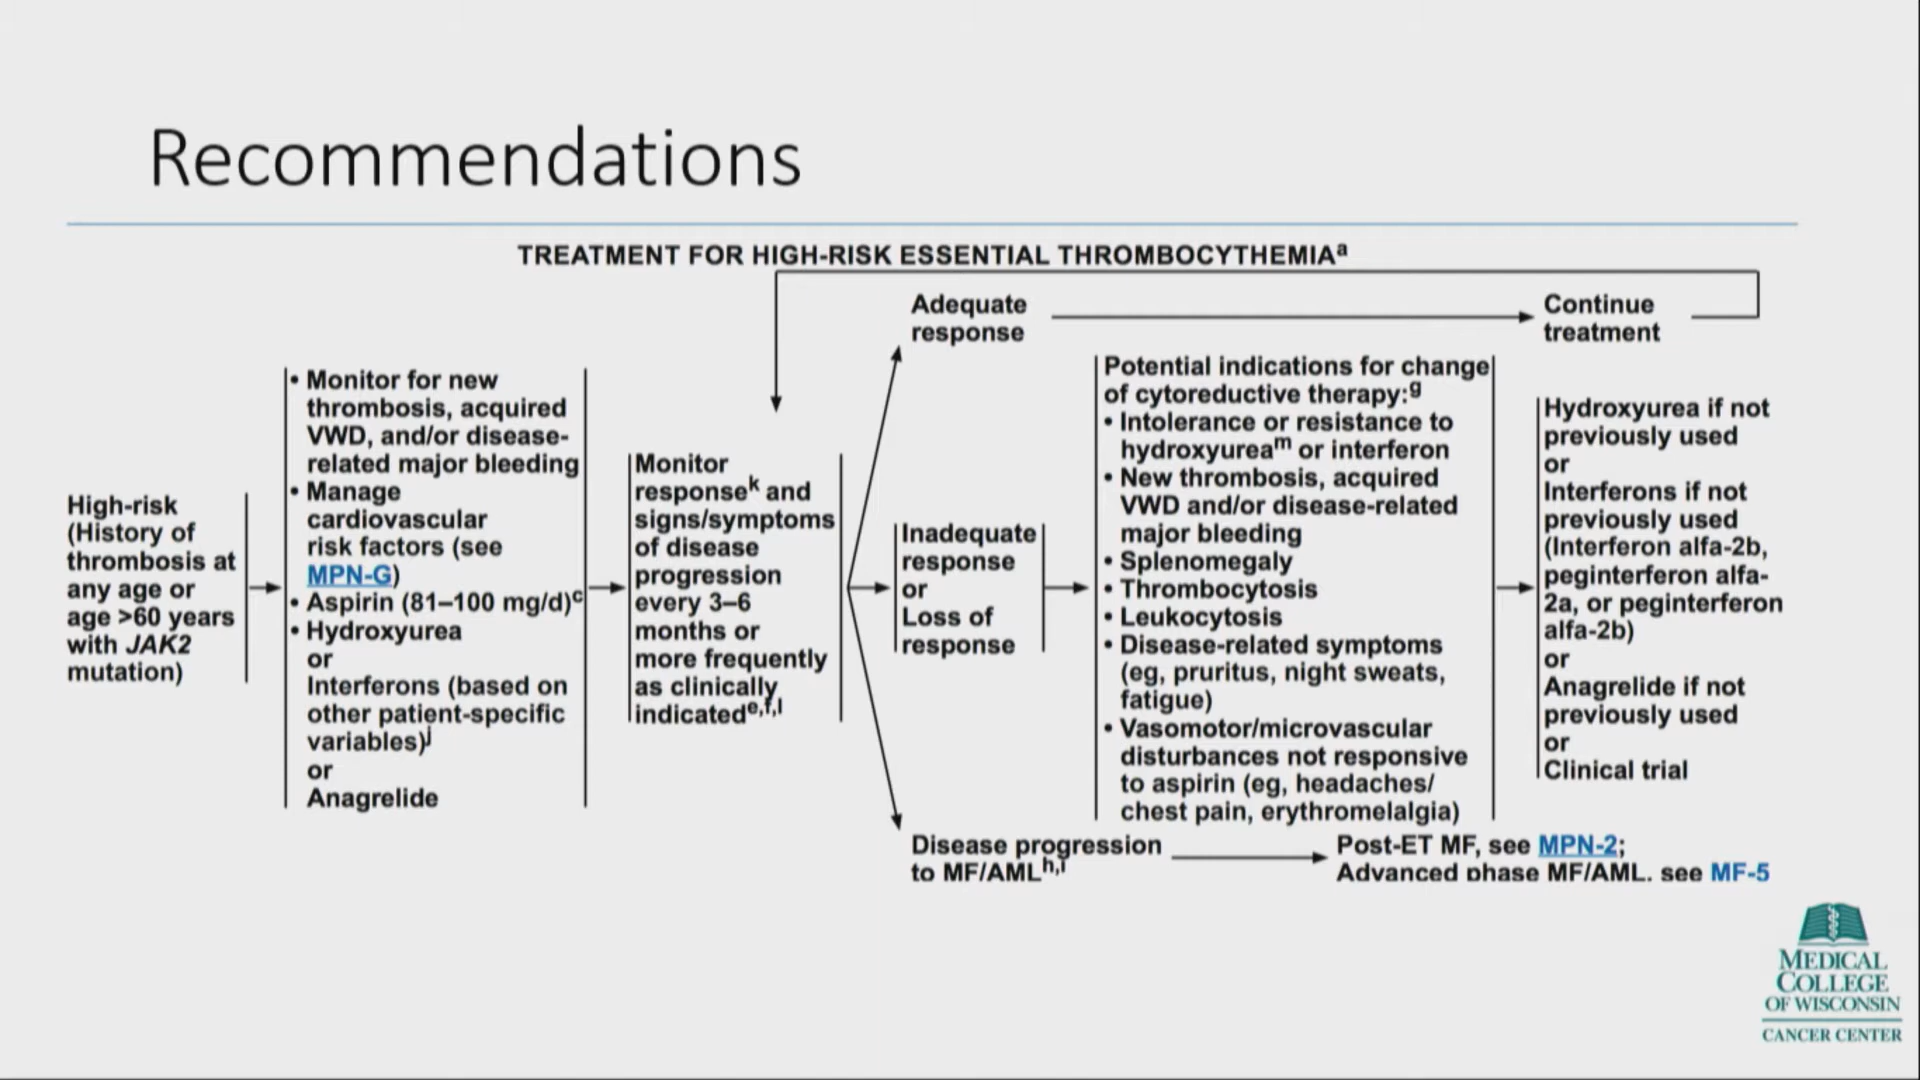 Recommendations
TREATMENT FOR HIGH-RISK ESSENTIAL THROMBOCYTHEMIAa
High-risk
(History of
thrombosis at
any age or
age >60 years
with JAK2
mutation)
• Monitor for new
thrombosis, acquired
VWD, and/or disease-
related major bleeding
• Manage
cardiovascular
risk factors (see
MPN-G)
• Aspirin (81–100 mg/d)c
• Hydroxyurea
or
Interferons (based on
other patient-specific
variables)j
or
Anagrelide
Monitor
responsek and
signs/symptoms
of disease
progression
every 3–6
months or
more frequently
as clinically
indicatede,f,l
Adequate
response
Continue
treatment
Inadequate
response
or
Loss of
response
Potential indications for change
of cytoreductive therapy:g
• Intolerance or resistance to
hydroxyuream or interferon
• New thrombosis, acquired
VWD and/or disease-related
major bleeding
• Splenomegaly
• Thrombocytosis
• Leukocytosis
• Disease-related symptoms
(eg, pruritus, night sweats,
fatigue)
• Vasomotor/microvascular
disturbances not responsive
to aspirin (eg, headaches/
chest pain, erythromelalgia)
Hydroxyurea if not
previously used
or
Interferons if not
previously used
(Interferon alfa-2b,
peginterferon alfa-
2a, or peginterferon
alfa-2b)
or
Anagrelide if not
previously used
or
Clinical trial
Disease progression
to MF/AMLh,i
Post-ET MF, see MPN-2;
Advanced phase MF/AML, see MF-5
MEDICAL
COLLEGE
OF WISCONSIN
CANCER CENTER